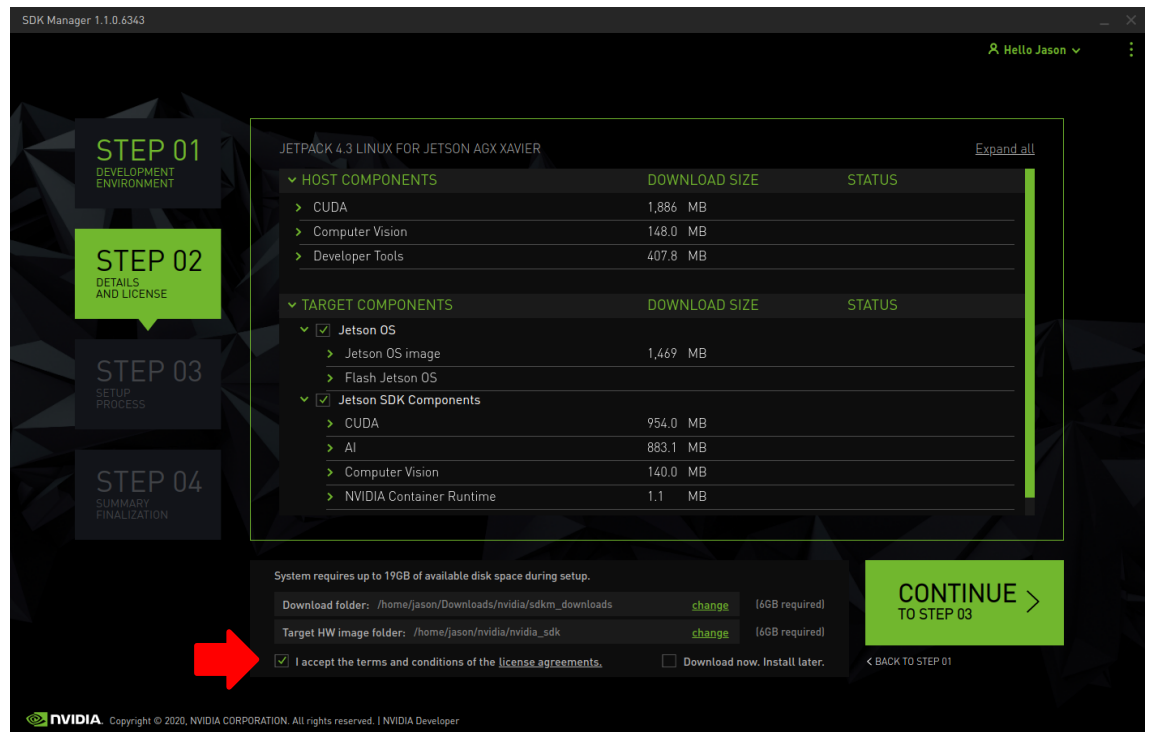 SDK Manager 1.1.0.6343
Hello Jason
STEP 01
DEVELOPMENT
ENVIRONMENT
STEP 02
DETAILS
AND LICENSE
STEP 03
SETUP
PROCESS
STEP 04
SUMMARY
FINALIZATION
JETPACK 4.3 LINUX FOR JETSON AGX XAVIER Expand all
HOST COMPONENTS DOWNLOAD SIZE STATUS
CUDA 1,886 MB
Computer Vision 148.0 MB
Developer Tools 407.8 MB
TARGET COMPONENTS DOWNLOAD SIZE STATUS
Jetson OS
Jetson OS image 1,469 MB
Flash Jetson OS
Jetson SDK Components
CUDA 954.0 MB
AI 883.1 MB
Computer Vision 140.0 MB
NVIDIA Container Runtime 1.1 MB
System requires up to 19GB of available disk space during setup.
Download folder: /home/jason/Downloads/nvidia/sdkm_downloads change (6GB required)
Target HW image folder: /home/jason/nvidia/nvidia_sdk change (6GB required)
I accept the terms and conditions of the license agreements. Download now. Install later.
CONTINUE
TO STEP 03
< BACK TO STEP 01
NVIDIA. Copyright © 2020, NVIDIA CORPORATION. All rights reserved. | NVIDIA Developer